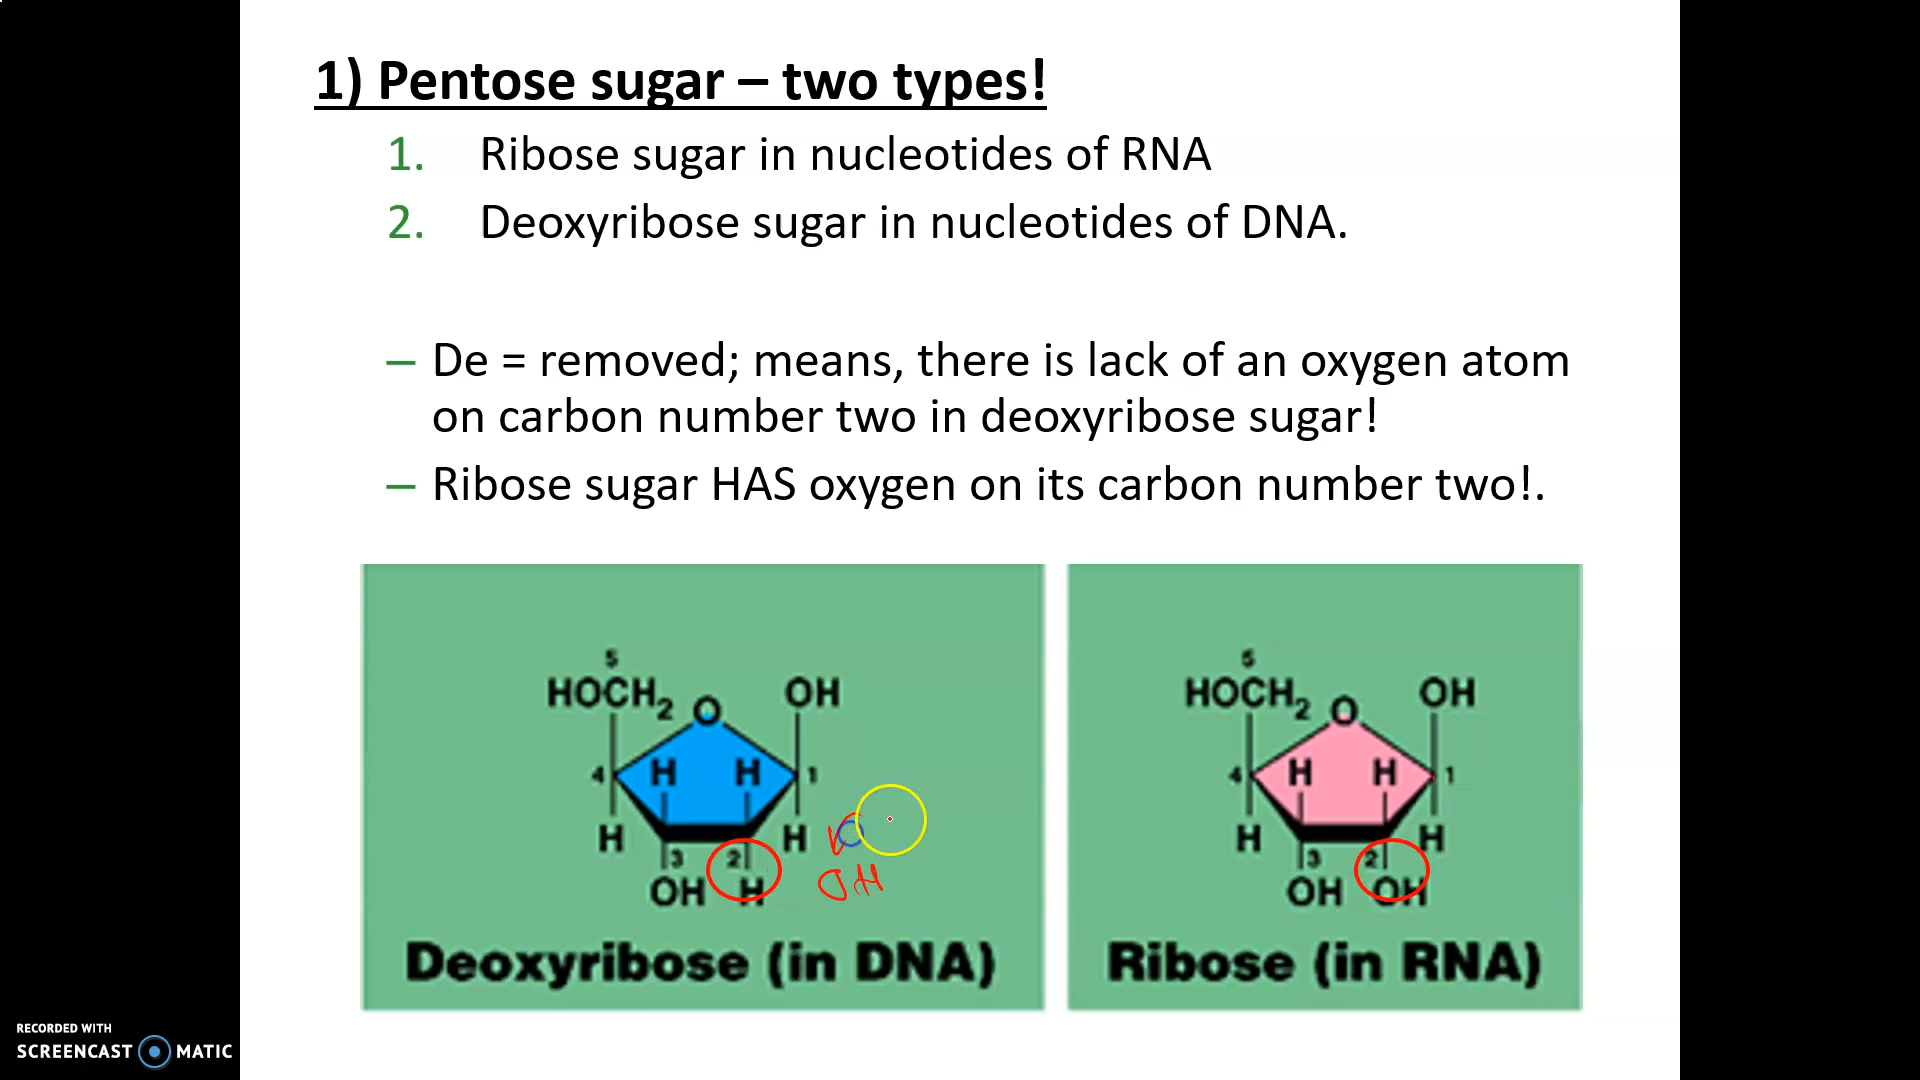 1) Pentose sugar – two types!
1. Ribose sugar in nucleotides of RNA
2. Deoxyribose sugar in nucleotides of DNA.
– De = removed; means, there is lack of an oxygen atom
on carbon number two in deoxyribose sugar!
– Ribose sugar HAS oxygen on its carbon number two!.
5
HOCH2 O OH
4 H H 1
H H
3 2
OH H
OH
Deoxyribose (in DNA)
5
HOCH2 O OH
4 H H 1
H H
3 2
OH OH
Ribose (in RNA)
RECORDED WITH
SCREENCAST MATIC